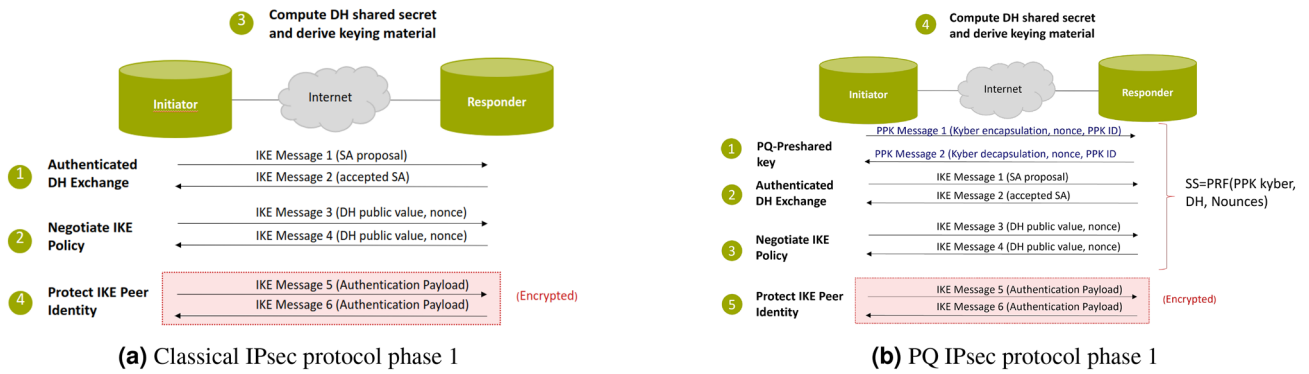 3
Compute DH shared secret
and derive keying material
Initiator
Internet
Responder
1
Authenticated
DH Exchange
IKE Message 1 (SA proposal)
IKE Message 2 (accepted SA)
2
Negotiate IKE
Policy
IKE Message 3 (DH public value, nonce)
IKE Message 4 (DH public value, nonce)
4
Protect IKE Peer
Identity
IKE Message 5 (Authentication Payload)
IKE Message 6 (Authentication Payload)
(Encrypted)
(a) Classical IPsec protocol phase 1
4
Compute DH shared secret
and derive keying material
Initiator
Internet
Responder
1
PQ-Preshared
key
PPK Message 1 (Kyber encapsulation, nonce, PPK ID)
PPK Message 2 (Kyber decapsulation, nonce, PPK ID
2
Authenticated
DH Exchange
IKE Message 1 (SA proposal)
IKE Message 2 (accepted SA)
3
Negotiate IKE
Policy
IKE Message 3 (DH public value, nonce)
IKE Message 4 (DH public value, nonce)
SS=PRF(PPK kyber,
DH, Nounces)
5
Protect IKE Peer
Identity
IKE Message 5 (Authentication Payload)
IKE Message 6 (Authentication Payload)
(Encrypted)
(b) PQ IPsec protocol phase 1